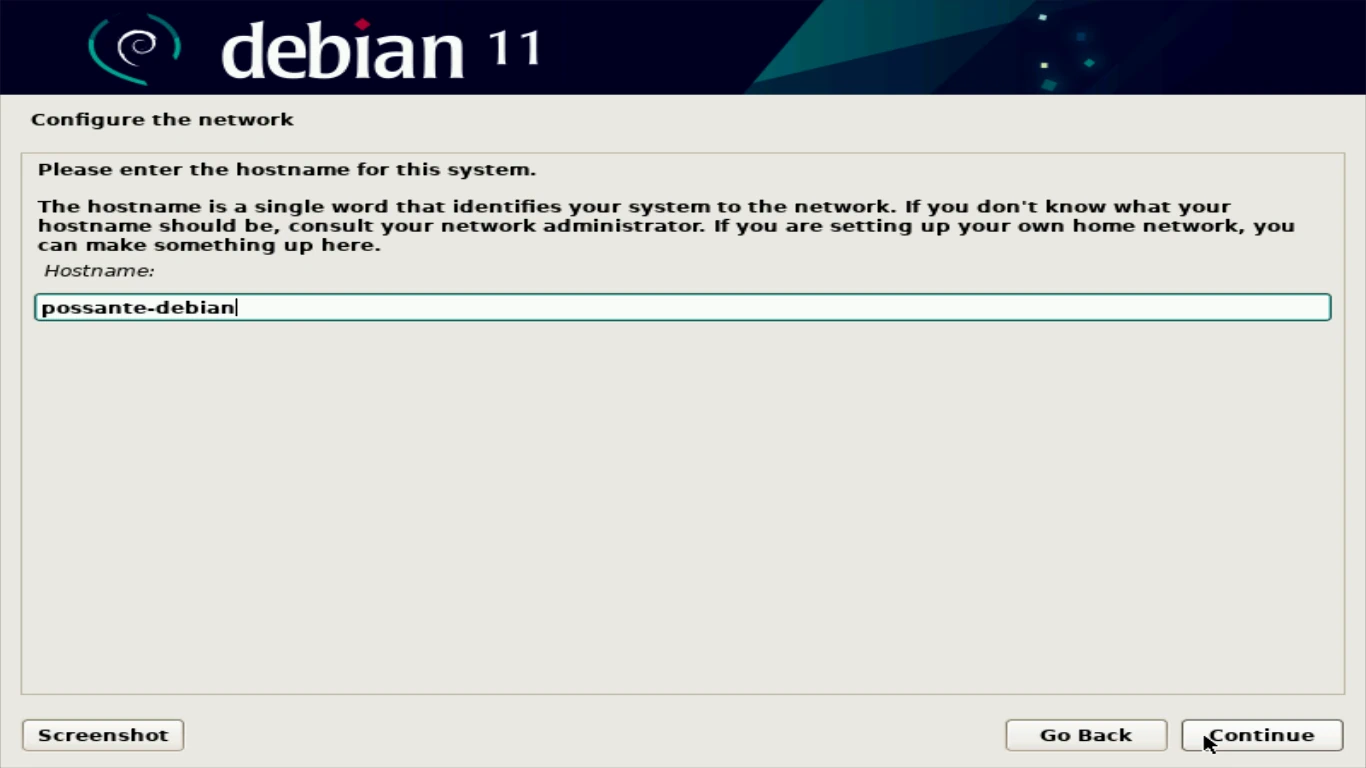 debian 11
Configure the network
Please enter the hostname for this system.
The hostname is a single word that identifies your system to the network. If you don't know what your
hostname should be, consult your network administrator. If you are setting up your own home network, you
can make something up here.
Hostname:
possante-debian
Screenshot
Go Back
Continue